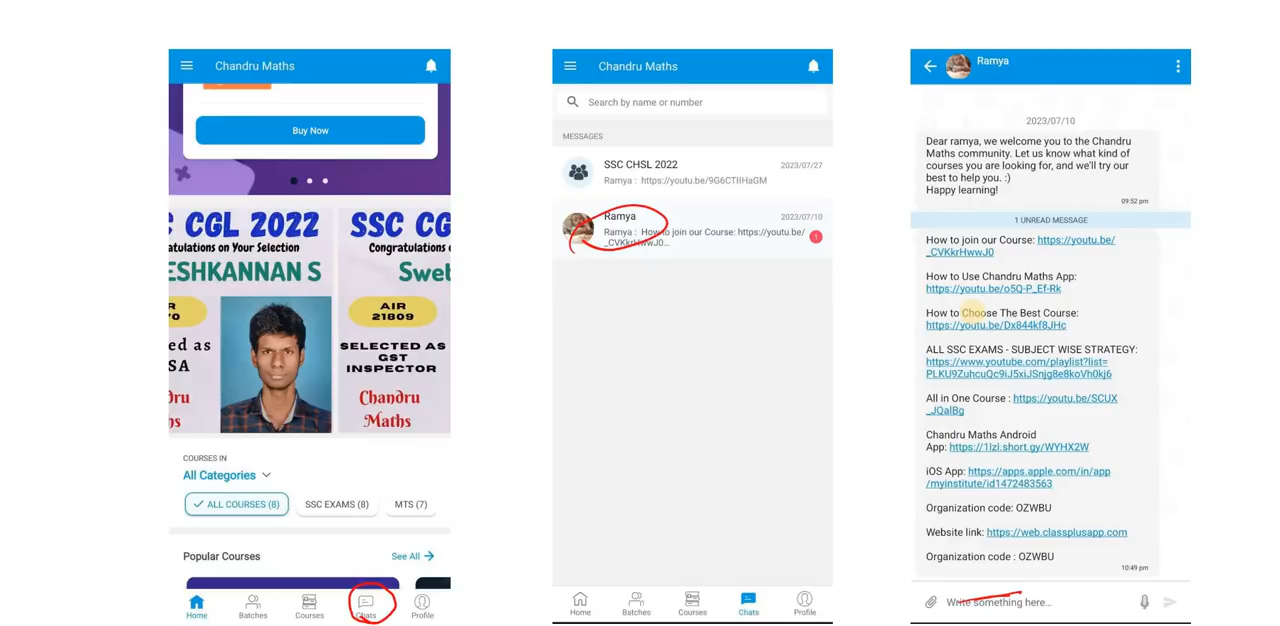 Chandru Maths
Buy Now
CGL 2022
SSC CG
atulations on Your Selection
Congratulations o
ESHKANNAN S
Swet
R
70
AIR
21809
ed as
SA
SELECTED AS
GST
INSPECTOR
dru
hs
Chandru
Maths
COURSES IN
All Categories
ALL COURSES (8)
SSC EXAMS (8)
MTS (7)
Popular Courses
See All
Home
Batches
Courses
Chats
Profile
Chandru Maths
Search by name or number
MESSAGES
SSC CHSL 2022
2023/07/27
Ramya : https://youtu.be/9G6CTIIHaGM
Ramya
2023/07/10
Ramya : How to join our Course: https://youtu.be/
_CVKkrHwwJ0...
1
Home
Batches
Courses
Chats
Profile
Ramya
2023/07/10
Dear ramya, we welcome you to the Chandru
Maths community. Let us know what kind of
courses you are looking for, and we'll try our
best to help you. :)
Happy learning!
09:52 pm
1 UNREAD MESSAGE
How to join our Course: https://youtu.be/
_CVKkrHwwJ0
How to Use Chandru Maths App:
https://youtu.be/o5Q-P_Ef-Rk
How to Choose The Best Course:
https://youtu.be/Dx844kf8JHc
ALL SSC EXAMS - SUBJECT WISE STRATEGY:
https://www.youtube.com/playlist?list=
PLKU9ZuhcuQc9iJ5xiJSnjg8e8koVh0kj6
All in One Course : https://youtu.be/SCUX
_JQalBg
Chandru Maths Android
App: https://1lzl.short.gy/WYHX2W
iOS App: https://apps.apple.com/in/app
/myinstitute/id1472483563
Organization code: OZWBU
Website link: https://web.classplusapp.com
Organization code : OZWBU
10:49 pm
Write something here...